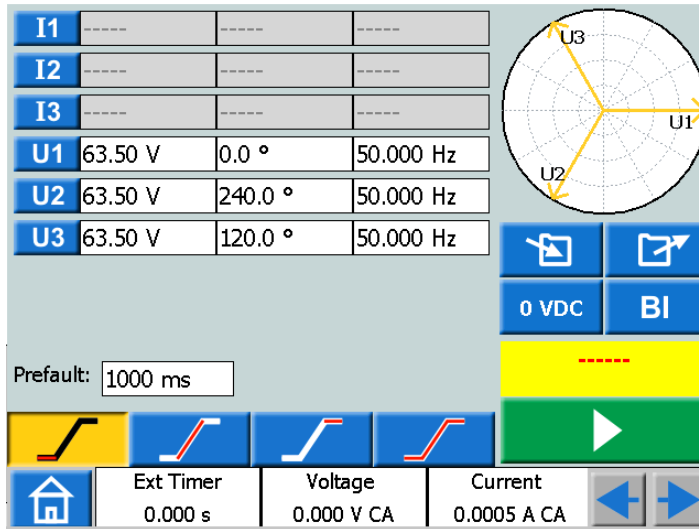 I1 ----- ----- -----
I2 ----- ----- -----
I3 ----- ----- -----
U1 63.50 V 0.0 ° 50.000 Hz
U2 63.50 V 240.0 ° 50.000 Hz
U3 63.50 V 120.0 ° 50.000 Hz
U3
U1
U2
0 VDC BI
Prefault: 1000 ms
------
Ext Timer Voltage Current
0.000 s 0.000 V CA 0.0005 A CA